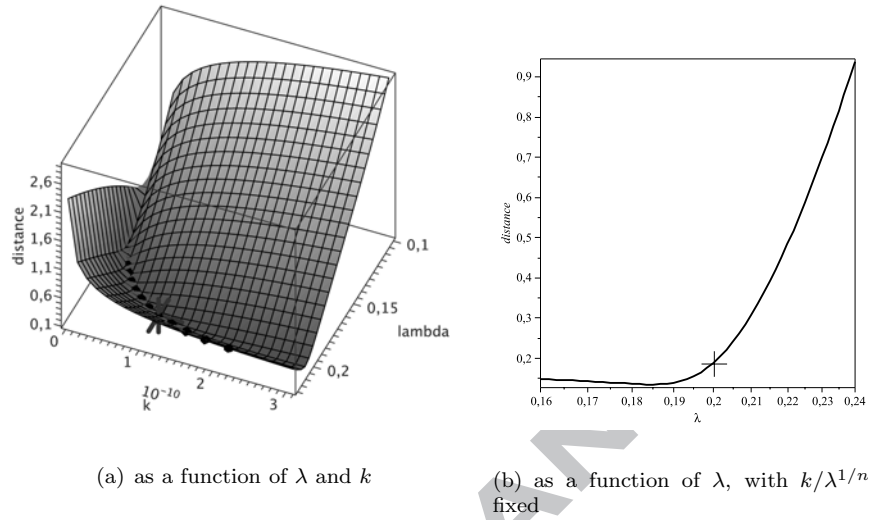 2,6
2,1
1,6
1,1
0,6
0,1
distance
0
1
2
3
10⁻¹⁰
k
0,1
0,15
0,2
lambda
0,9
0,8
0,7
0,6
0,5
0,4
0,3
0,2
distance
0,16 0,17 0,18 0,19 0,2 0,21 0,22 0,23 0,24
λ
(a) as a function of λ and k
(b) as a function of λ, with k/λ^{1/n}
fixed
AN